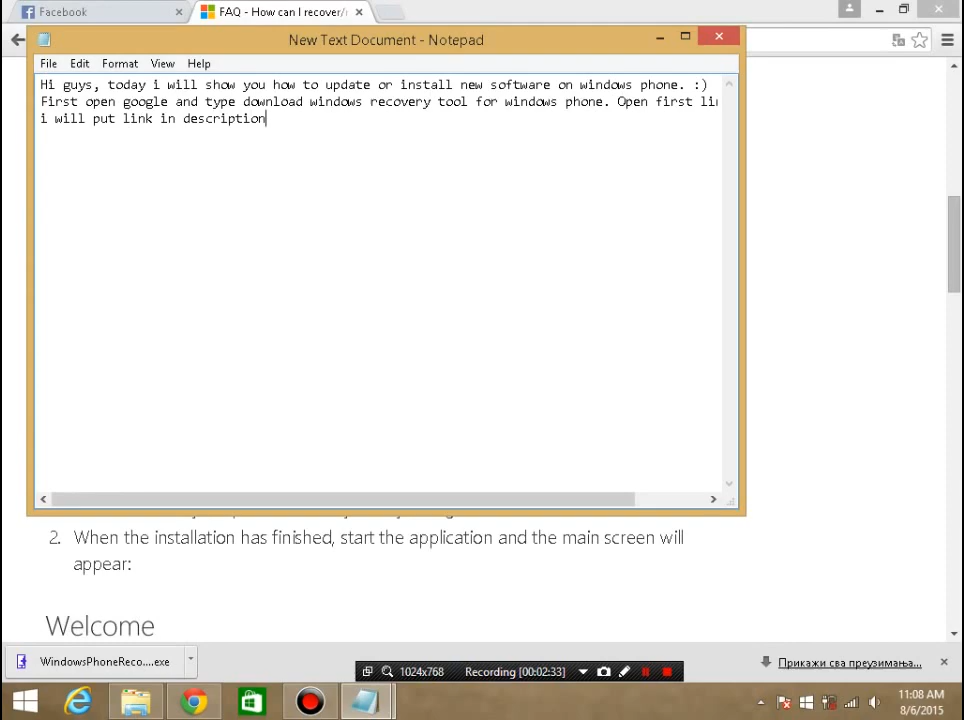 Facebook
FAQ - How can I recover/
New Text Document - Notepad
File Edit Format View Help
Hi guys, today i will show you how to update or install new software on windows phone. :)
First open google and type download windows recovery tool for windows phone. Open first
i will put link in description
2. When the installation has finished, start the application and the main screen will
appear:
Welcome
WindowsPhoneReco....exe
1024x768
Recording [00:02:33]
Прикажи сва преузимања...
11:08 AM
8/6/2015